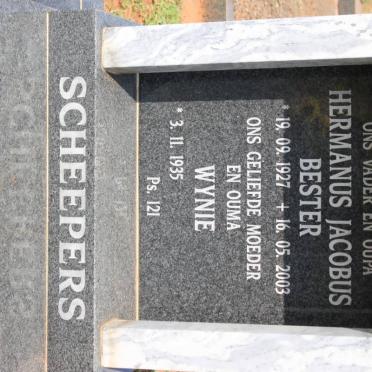 ONS VADER EN OUPA
HERMANUS JACOBUS
BESTER
* 19. 09. 1927 + 16. 05. 2003
ONS GELIEFDE MOEDER
EN OUMA
WYNIE
* 3. 11. 1935
Ps. 121
SCHEEPERS